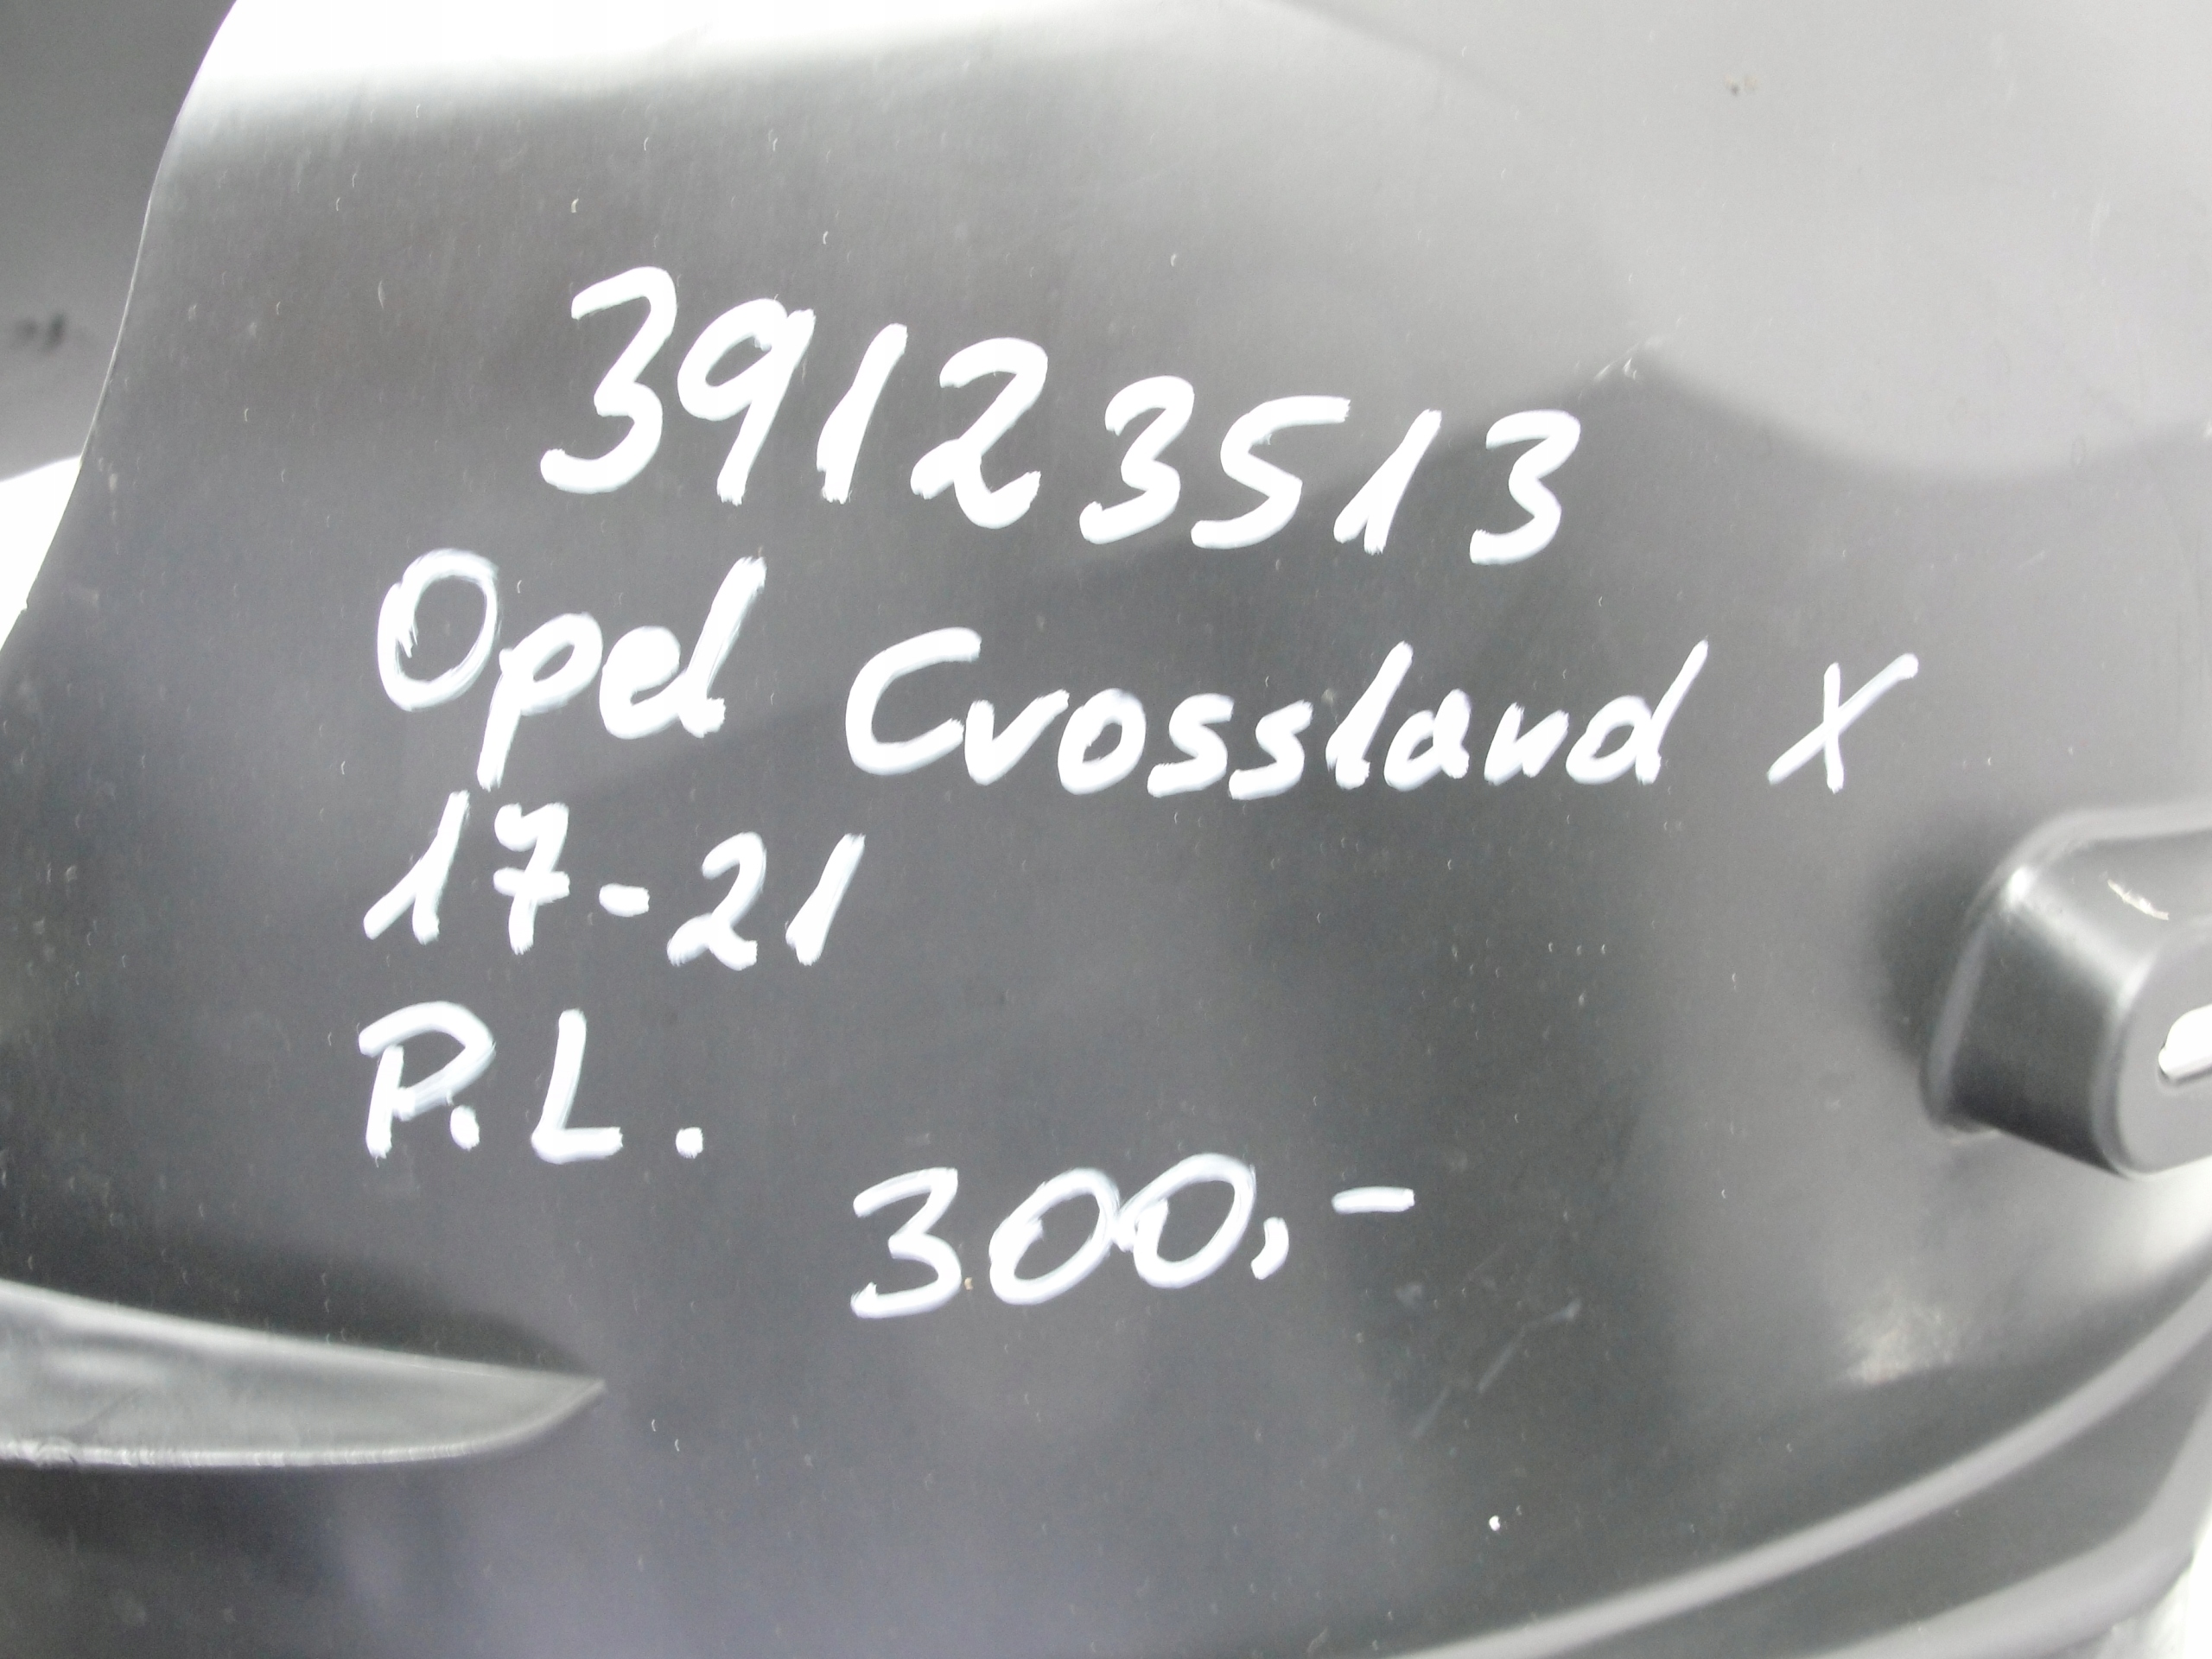 39123513
Opel Crossland X
17-21
P.L.
300,-